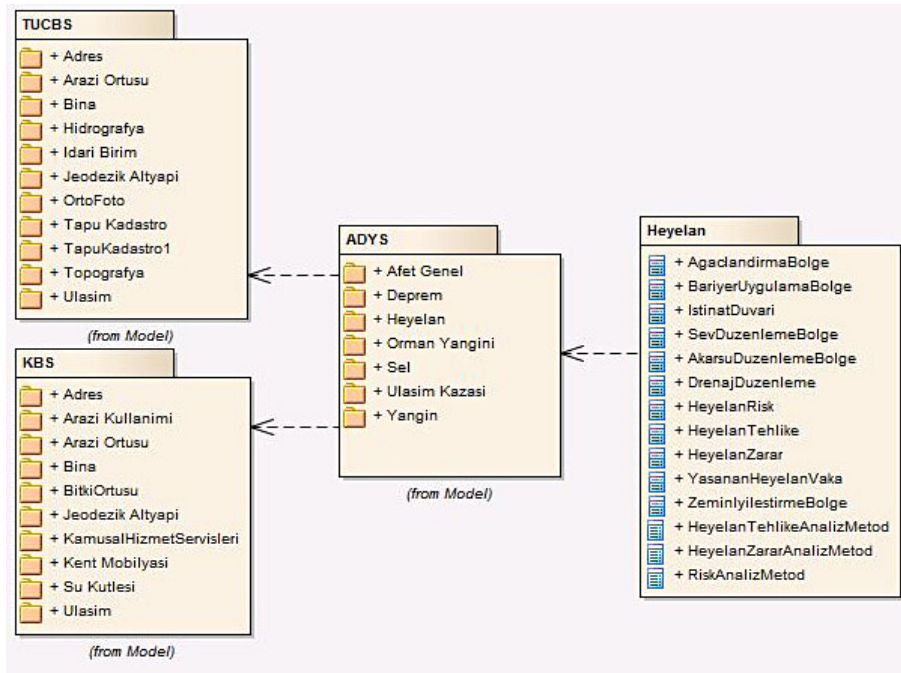 TUCBS
+ Adres
+ Arazi Ortusu
+ Bina
+ Hidrografya
+ Idari Birim
+ Jeodezik Altyapi
+ OrtoFoto
+ Tapu Kadastro
+ TapuKadastro1
+ Topografya
+ Ulasim
(from Model)
KBS
+ Adres
+ Arazi Kullanimi
+ Arazi Ortusu
+ Bina
+ BitkiOrtusu
+ Jeodezik Altyapi
+ KamusalHizmetServisleri
+ Kent Mobilyasi
+ Su Kutlesi
+ Ulasim
(from Model)
ADYS
+ Afet Genel
+ Deprem
+ Heyelan
+ Orman Yangini
+ Sel
+ Ulasim Kazasi
+ Yangin
(from Model)
Heyelan
+ AgaclandirmaBolge
+ BariyerUygulamaBolge
+ IstinatDuvari
+ SevDuzenlemeBolge
+ AkarsuDuzenlemeBolge
+ DrenajDuzenleme
+ HeyelanRisk
+ HeyelanTehlike
+ HeyelanZarar
+ YasananHeyelanVaka
+ ZeminIyilestirmeBolge
+ HeyelanTehlikeAnalizMetod
+ HeyelanZararAnalizMetod
+ RiskAnalizMetod